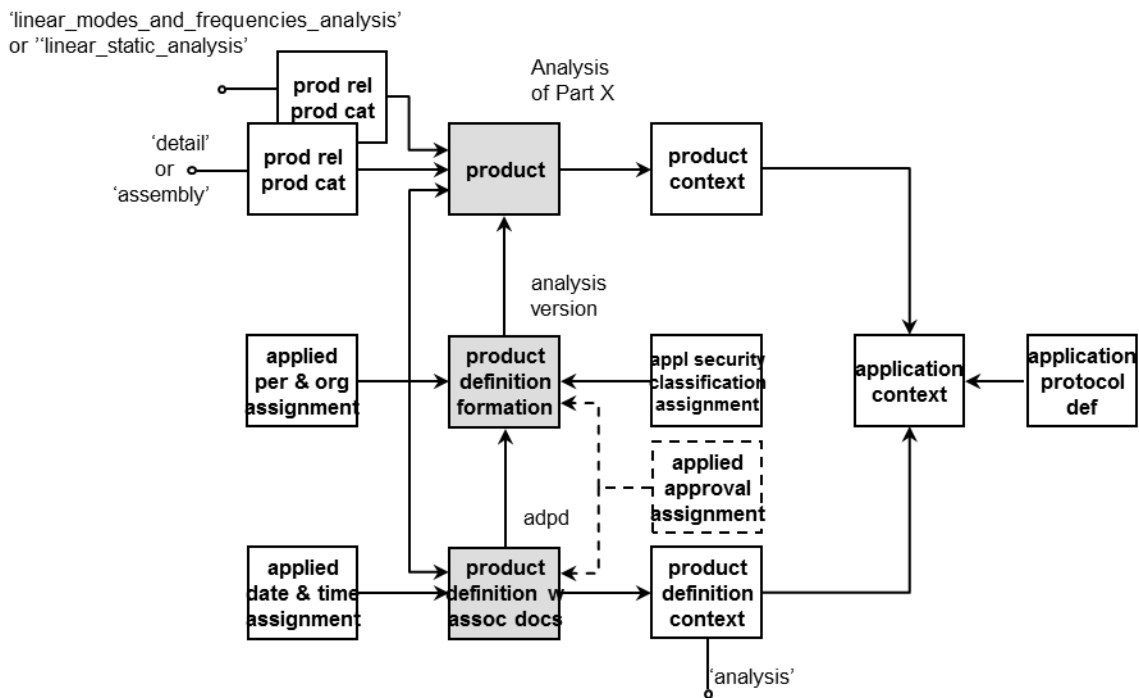 ‘linear_modes_and_frequencies_analysis’
or ’‘linear_static_analysis’
prod rel
prod cat
Analysis
of Part X
‘detail’
or
‘assembly’
prod rel
prod cat
product
product
context
analysis
version
applied
per & org
assignment
product
definition
formation
appl security
classification
assignment
application
context
application
protocol
def
applied
approval
assignment
adpd
applied
date & time
assignment
product
definition w
assoc docs
product
definition
context
‘analysis’